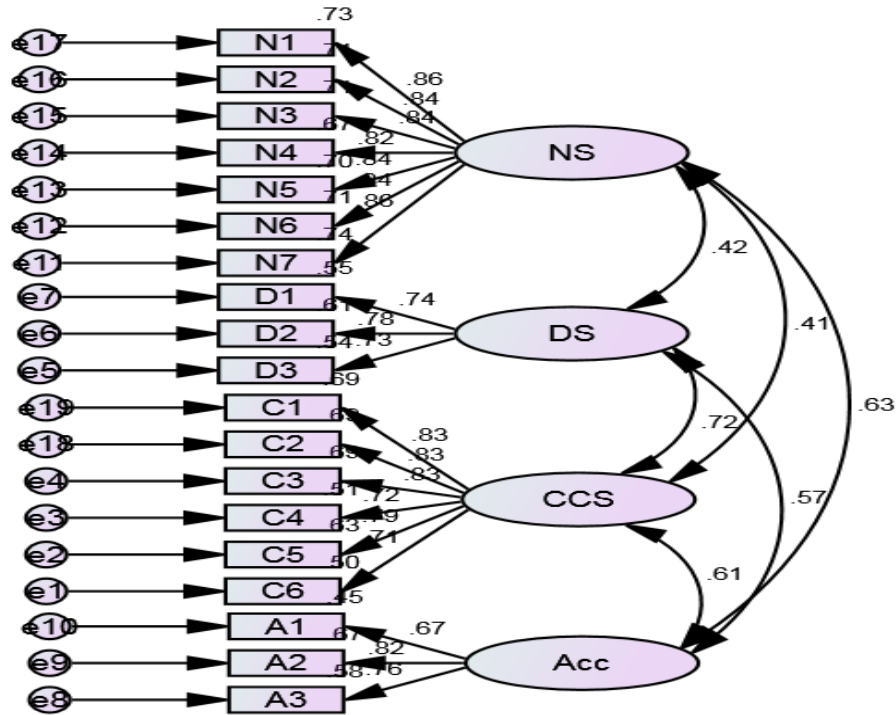 .73
e17 N1
.86
e16 N2
.84
e15 N3 .84
.67 .82
e14 N4 NS
.70 .84
e13 N5
.71 .86
e12 N6
.74
e11 N7 .42
.55
e7 D1
.61 .74
e6 D2 .78 DS .41
.54 .73
e5 D3
.69
e19 C1 .63
.83 .72
e18 C2
.83
e4 C3 .83
.51 .72 CCS .57
e3 C4
.63 .79
e2 C5 .71
.50 .61
e1 C6
.45
e10 A1 .67
.67 .82
e9 A2 Acc
.58 .76
e8 A3